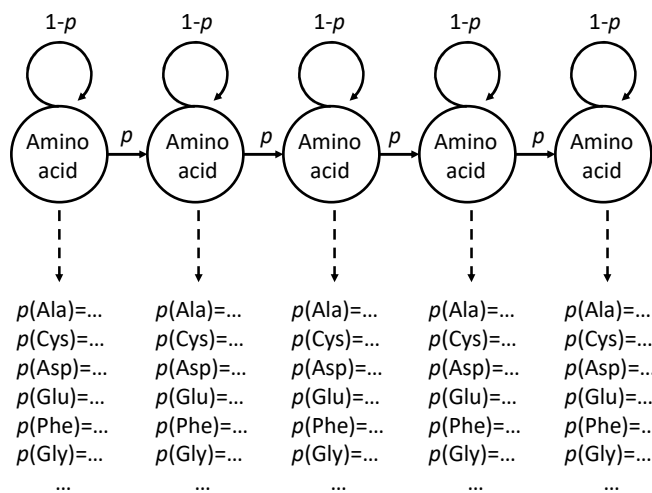 1-p 1-p 1-p 1-p 1-p
Amino acid p Amino acid p Amino acid p Amino acid p Amino acid
p(Ala)=... p(Ala)=... p(Ala)=... p(Ala)=... p(Ala)=...
p(Cys)=... p(Cys)=... p(Cys)=... p(Cys)=... p(Cys)=...
p(Asp)=... p(Asp)=... p(Asp)=... p(Asp)=... p(Asp)=...
p(Glu)=... p(Glu)=... p(Glu)=... p(Glu)=... p(Glu)=...
p(Phe)=... p(Phe)=... p(Phe)=... p(Phe)=... p(Phe)=...
p(Gly)=... p(Gly)=... p(Gly)=... p(Gly)=... p(Gly)=...
... ... ... ... ...